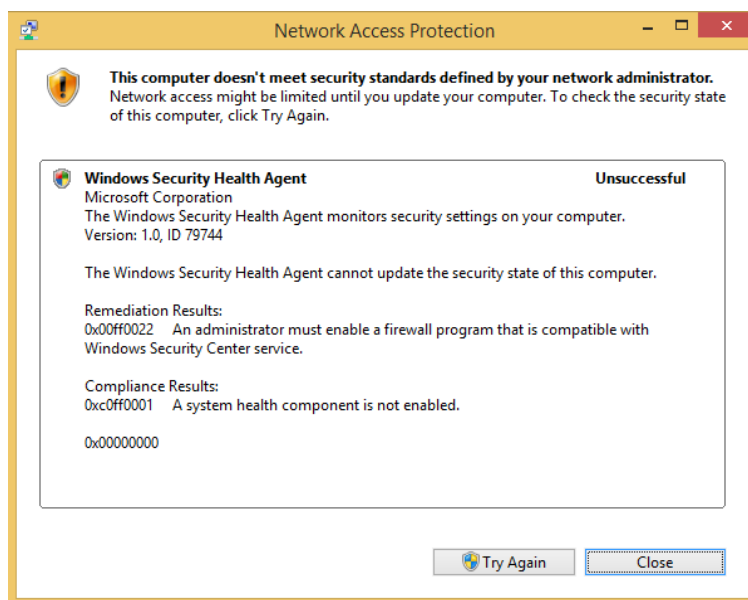 Network Access Protection
This computer doesn't meet security standards defined by your network administrator.
Network access might be limited until you update your computer. To check the security state
of this computer, click Try Again.
Windows Security Health Agent Unsuccessful
Microsoft Corporation
The Windows Security Health Agent monitors security settings on your computer.
Version: 1.0, ID 79744
The Windows Security Health Agent cannot update the security state of this computer.
Remediation Results:
0x00ff0022 An administrator must enable a firewall program that is compatible with
Windows Security Center service.
Compliance Results:
0xc0ff0001 A system health component is not enabled.
0x00000000
Try Again Close